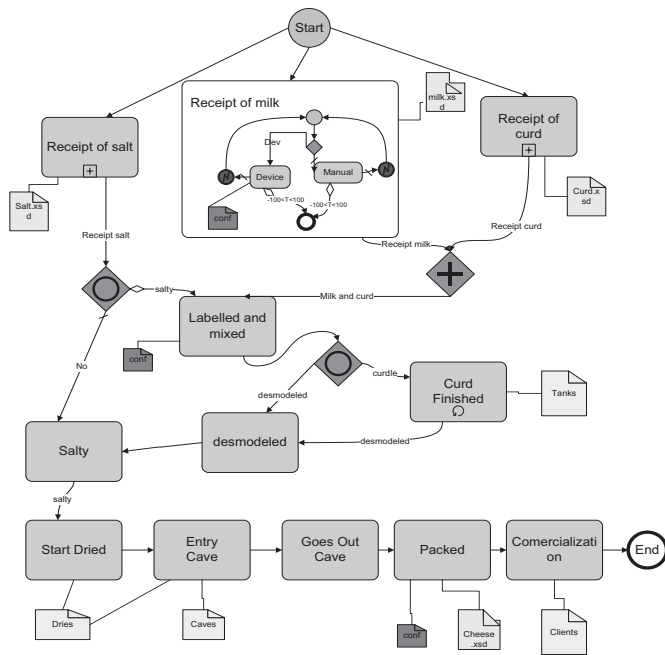 Start
Receipt of milk
milk.xs
d
Receipt of salt
Receipt of
curd
Dev
Device
Manual
N
N
-100<T<100
-100<T<100
conf
Salt.xs
d
Curd.x
sd
Receipt salt
Receipt milk
Receipt curd
salty
Milk and curd
Labelled and
mixed
conf
No
curdle
Curd
Finished
Tanks
desmodeled
desmodeled
desmodeled
Salty
salty
Start Dried
Entry
Cave
Goes Out
Cave
Packed
Comercializati
on
End
Dries
Caves
conf
Cheese
.xsd
Clients